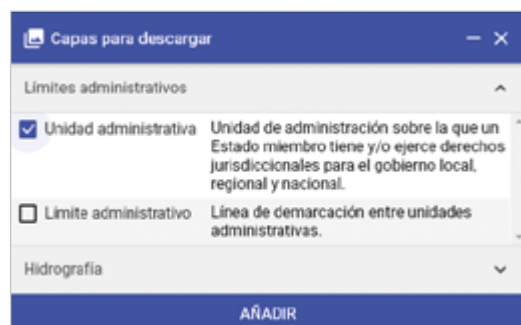 Capas para descargar
Límites administrativos
Unidad administrativa
Unidad de administración sobre la que un
Estado miembro tiene y/o ejerce derechos
jurisdiccionales para el gobierno local,
regional y nacional.
Límite administrativo
Línea de demarcación entre unidades
administrativas.
Hidrografía
AÑADIR